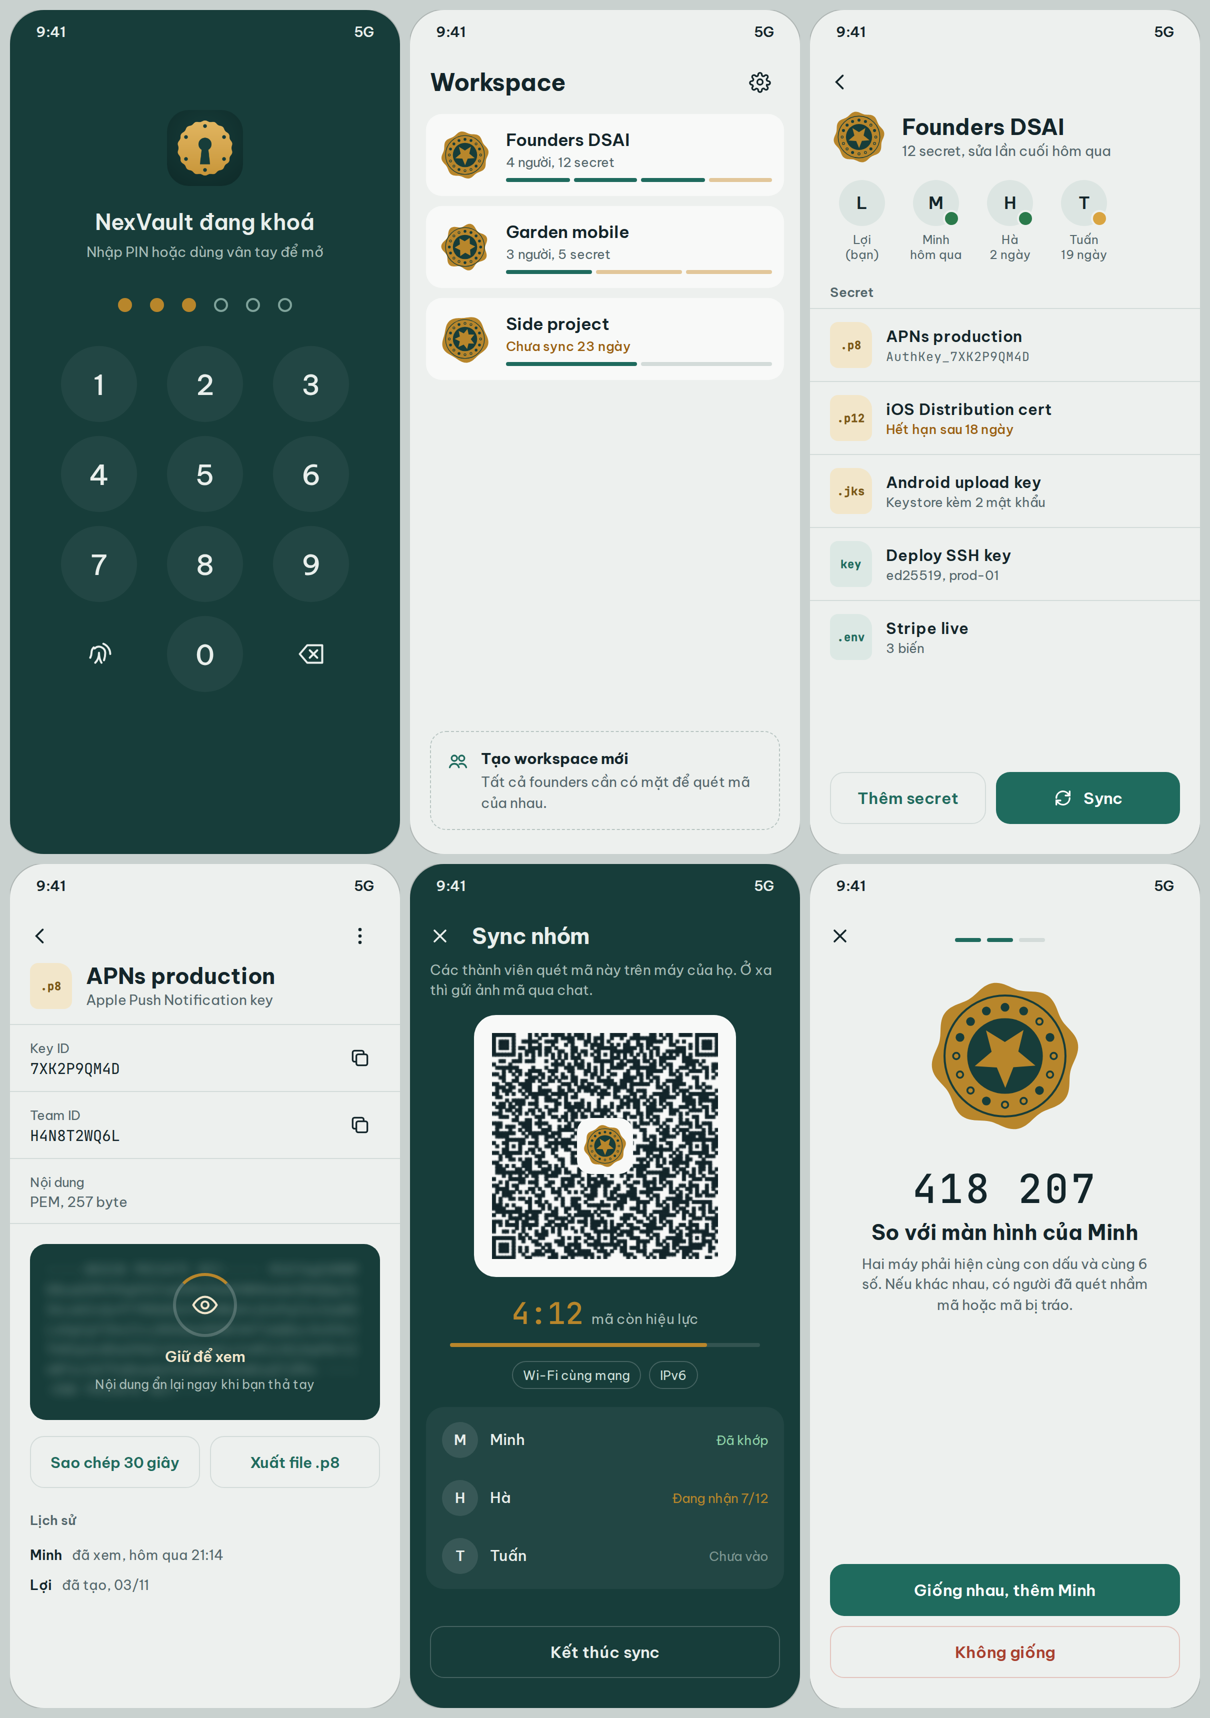 9:41 5G
NexVault đang khoá
Nhập PIN hoặc dùng vân tay để mở
1 2 3
4 5 6
7 8 9
0
9:41 5G
Workspace
Founders DSAI
4 người, 12 secret
Garden mobile
3 người, 5 secret
Side project
Chưa sync 23 ngày
Tạo workspace mới
Tất cả founders cần có mặt để quét mã
của nhau.
9:41 5G
Founders DSAI
12 secret, sửa lần cuối hôm qua
L M H T
Lợi Minh Hà Tuấn
(bạn) hôm qua 2 ngày 19 ngày
Secret
.p8 APNs production
AuthKey_7XK2P9QM4D
.p12 iOS Distribution cert
Hết hạn sau 18 ngày
.jks Android upload key
Keystore kèm 2 mật khẩu
key Deploy SSH key
ed25519, prod-01
.env Stripe live
3 biến
Thêm secret Sync
9:41 5G
.p8 APNs production
Apple Push Notification key
Key ID
7XK2P9QM4D
Team ID
H4N8T2WQ6L
Nội dung
PEM, 257 byte
Giữ để xem
Nội dung ẩn lại ngay khi bạn thả tay
Sao chép 30 giây Xuất file .p8
Lịch sử
Minh đã xem, hôm qua 21:14
Lợi đã tạo, 03/11
9:41 5G
Sync nhóm
Các thành viên quét mã này trên máy của họ. Ở xa
thì gửi ảnh mã qua chat.
4:12 mã còn hiệu lực
Wi-Fi cùng mạng IPv6
M Minh Đã khớp
H Hà Đang nhận 7/12
T Tuấn Chưa vào
Kết thúc sync
9:41 5G
418 207
So với màn hình của Minh
Hai máy phải hiện cùng con dấu và cùng 6
số. Nếu khác nhau, có người đã quét nhầm
mã hoặc mã bị tráo.
Giống nhau, thêm Minh
Không giống